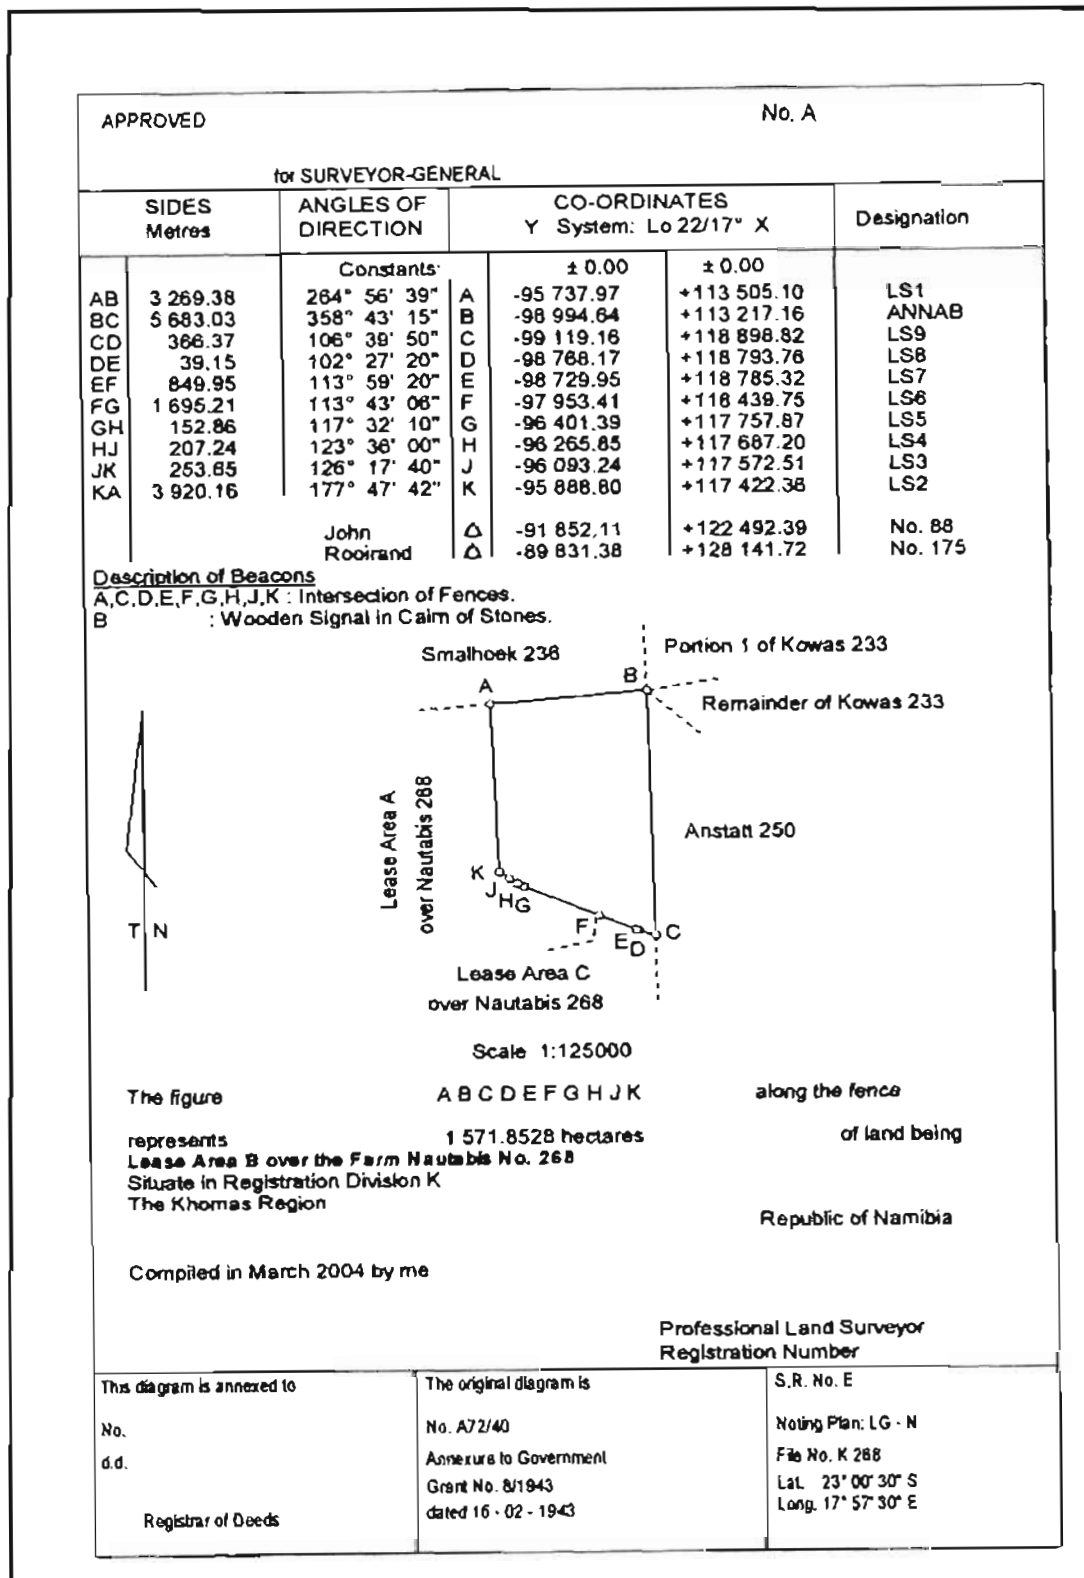 APPROVED No. A
for SURVEYOR-GENERAL
SIDES Metres ANGLES OF DIRECTION CO-ORDINATES Y System: Lo 22/17° X Designation
Constants: ± 0.00 ± 0.00
AB 3 269.38 264° 56' 39" A -95 737.97 +113 505.10 LS1
BC 5 683.03 358° 43' 15" B -98 994.64 +113 217.16 ANNAB
CD 366.37 106° 39' 50" C -99 119.16 +118 898.82 LS9
DE 39.15 102° 27' 20" D -98 768.17 +118 793.76 LS8
EF 849.95 113° 59' 20" E -98 729.95 +118 785.32 LS7
FG 1 695.21 113° 43' 06" F -97 953.41 +118 439.75 LS6
GH 152.86 117° 32' 10" G -96 401.39 +117 757.87 LS5
HJ 207.24 123° 36' 00" H -96 265.85 +117 687.20 LS4
JK 253.65 126° 17' 40" J -96 093.24 +117 572.51 LS3
KA 3 920.16 177° 47' 42" K -95 888.80 +117 422.36 LS2
John △ -91 852.11 +122 492.39 No. 88
Rooirand △ -89 831.38 +128 141.72 No. 175
Description of Beacons
A,C,D,E,F,G,H,J,K : Intersection of Fences.
B : Wooden Signal in Cairn of Stones.
Smalhoek 236
Portion 1 of Kowas 233
A
B
Remainder of Kowas 233
Lease Area A
over Nautabis 268
Anstatt 250
K
J
H
G
F
E
D
C
T N
Lease Area C
over Nautabis 268
Scale 1:125000
The figure A B C D E F G H J K along the fence
represents 1 571.8528 hectares of land being
Lease Area B over the Farm Nautabis No. 268
Situate in Registration Division K
The Khomas Region
Republic of Namibia
Compiled in March 2004 by me
Professional Land Surveyor
Registration Number
This diagram is annexed to
No.
d.d.
Registrar of Deeds
The original diagram is
No. A72/40
Annexure to Government
Grant No. 8/1943
dated 16 - 02 - 1943
S.R. No. E
Noting Plan: LG - N
File No. K 268
Lat. 23° 00' 30" S
Long. 17° 57' 30" E